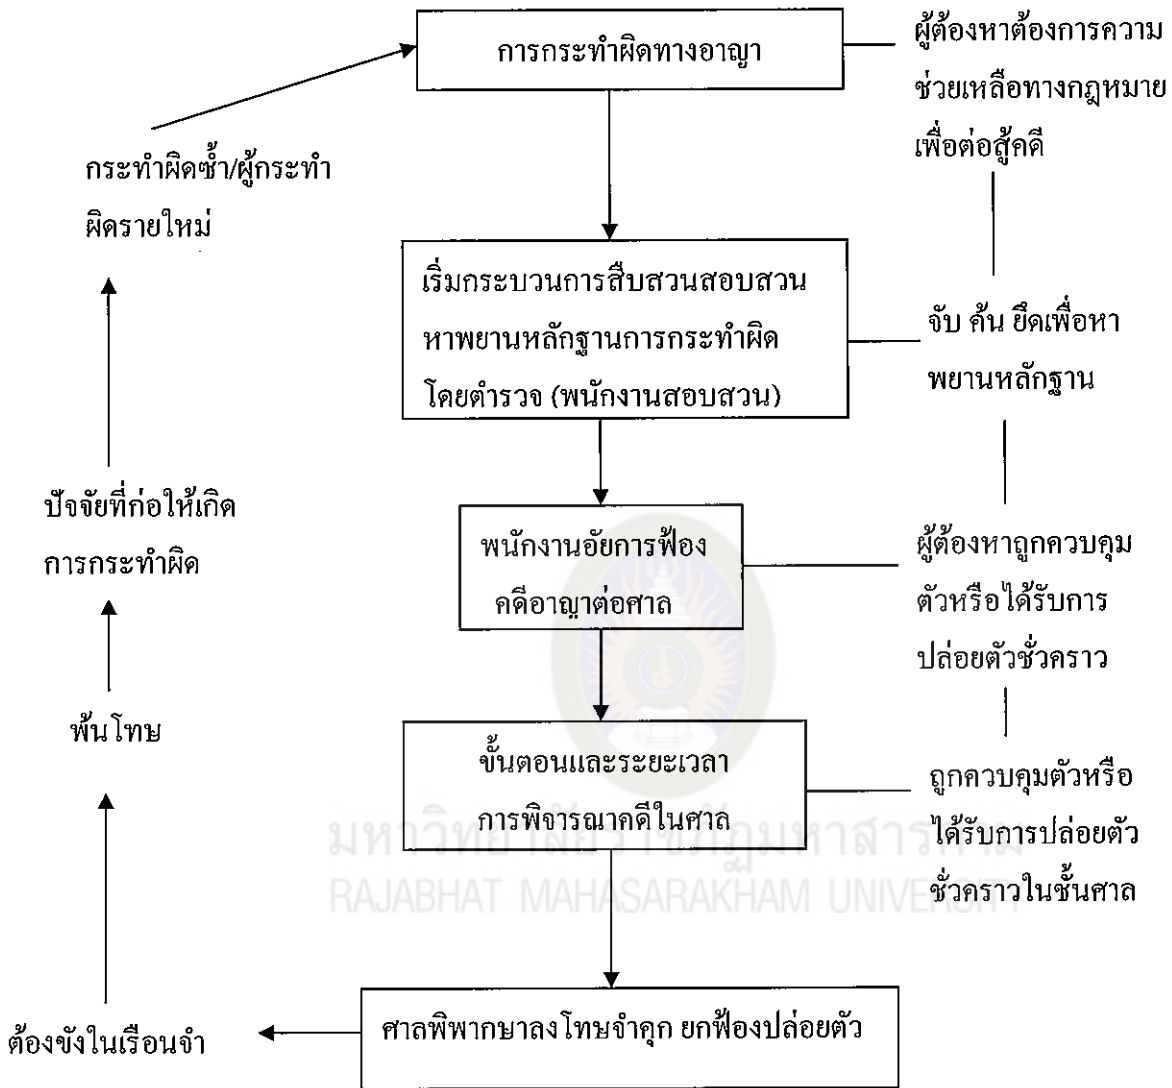 การกระทำผิดทางอาญา
ผู้ต้องหาต้องการความ
ช่วยเหลือทางกฎหมาย
เพื่อต่อสู้คดี
กระทำผิดซ้ำ/ผู้กระทำ
ผิดรายใหม่
เริ่มกระบวนการสืบสวนสอบสวน
หาพยานหลักฐานการกระทำผิด
โดยตำรวจ (พนักงานสอบสวน)
จับ ค้น ยึดเพื่อหา
พยานหลักฐาน
ปัจจัยที่ก่อให้เกิด
การกระทำผิด
พนักงานอัยการฟ้อง
คดีอาญาต่อศาล
ผู้ต้องหาถูกควบคุม
ตัวหรือได้รับการ
ปล่อยตัวชั่วคราว
พ้นโทษ
ขั้นตอนและระยะเวลา
การพิจารณาคดีในศาล
ถูกควบคุมตัวหรือ
ได้รับการปล่อยตัว
ชั่วคราวในชั้นศาล
มหาวิทยาลัยราชภัฏมหาสารคาม
RAJABHAT MAHASARAKHAM UNIVERSITY
ศาลพิพากษาลงโทษจำคุก ยกฟ้องปล่อยตัว
ต้องขังในเรือนจำ